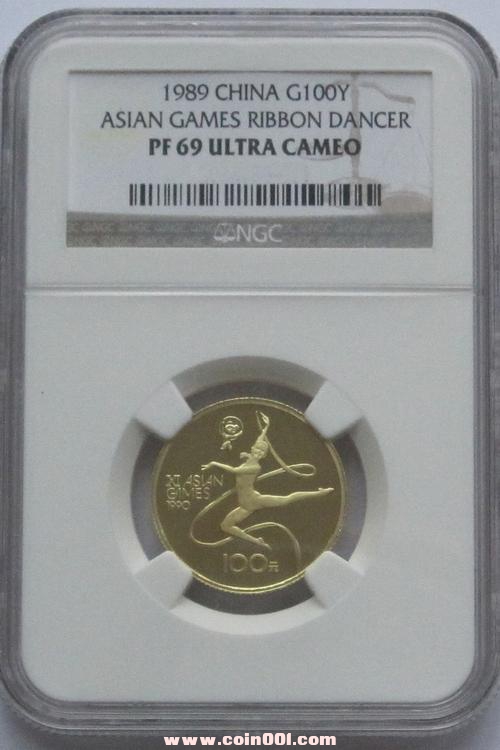 1989 CHINA G100Y
ASIAN GAMES RIBBON DANCER
PF 69 ULTRA CAMEO
NGC
XI ASIAN
GAMES
1990
100元
www.coin001.com